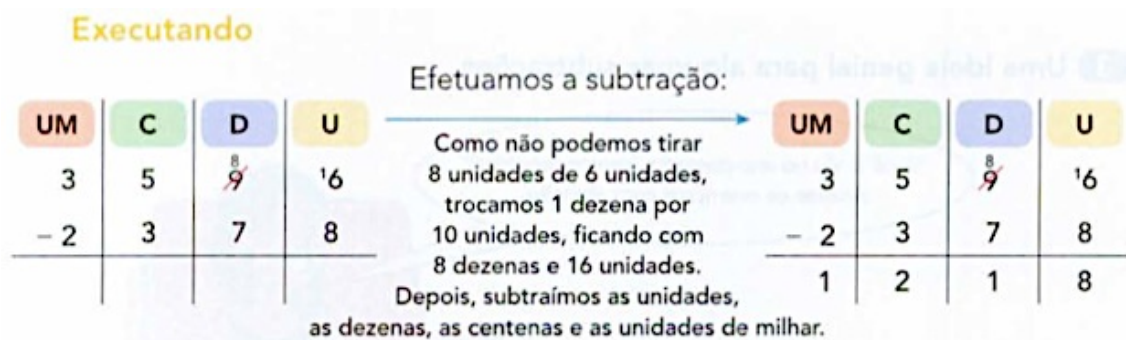 Executando
Efetuamos a subtração:
UM C D U
8
3 5 9 16
- 2 3 7 8
Como não podemos tirar
8 unidades de 6 unidades,
trocamos 1 dezena por
10 unidades, ficando com
8 dezenas e 16 unidades.
Depois, subtraímos as unidades,
as dezenas, as centenas e as unidades de milhar.
UM C D U
8
3 5 9 16
- 2 3 7 8
1 2 1 8